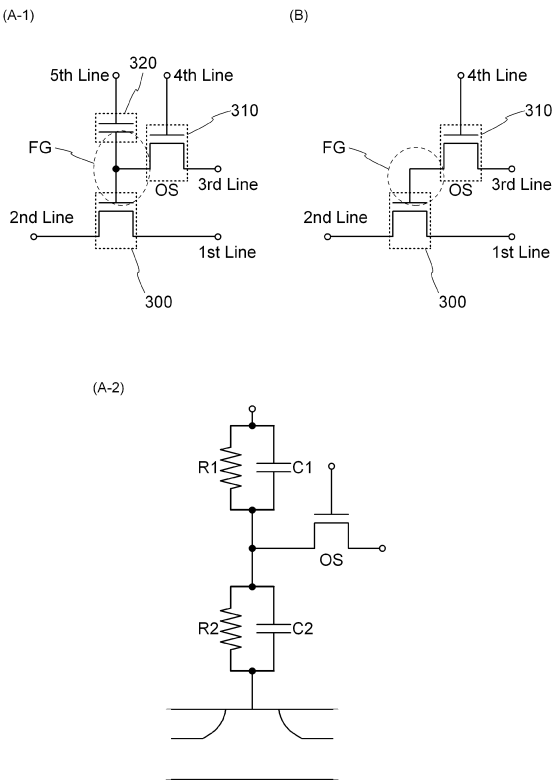 (A-1)
(B)
320
5th Line
4th Line
310
FG
3rd Line
OS
2nd Line
1st Line
300
4th Line
310
FG
3rd Line
OS
2nd Line
1st Line
300
(A-2)
R1
C1
OS
R2
C2